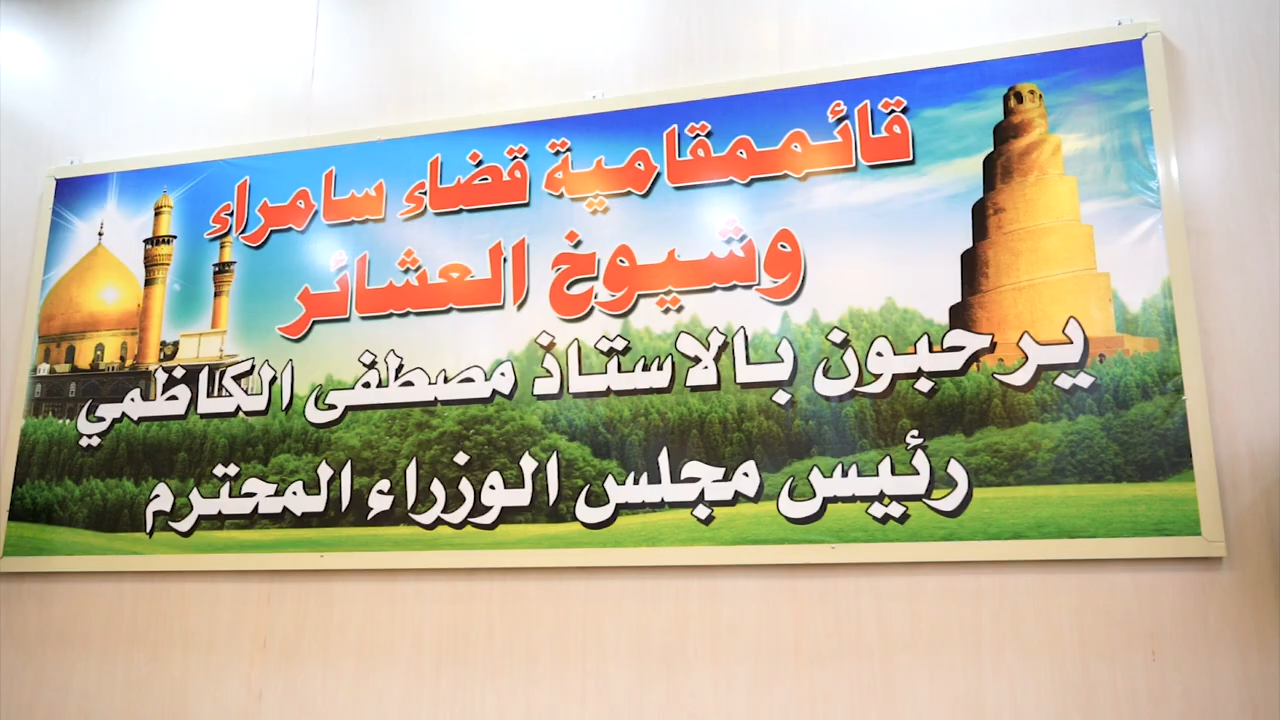 قائممقامية قضاء سامراء
وشيوخ العشائر
يرحبون بالاستاذ مصطفى الكاظمي
رئيس مجلس الوزراء المحترم